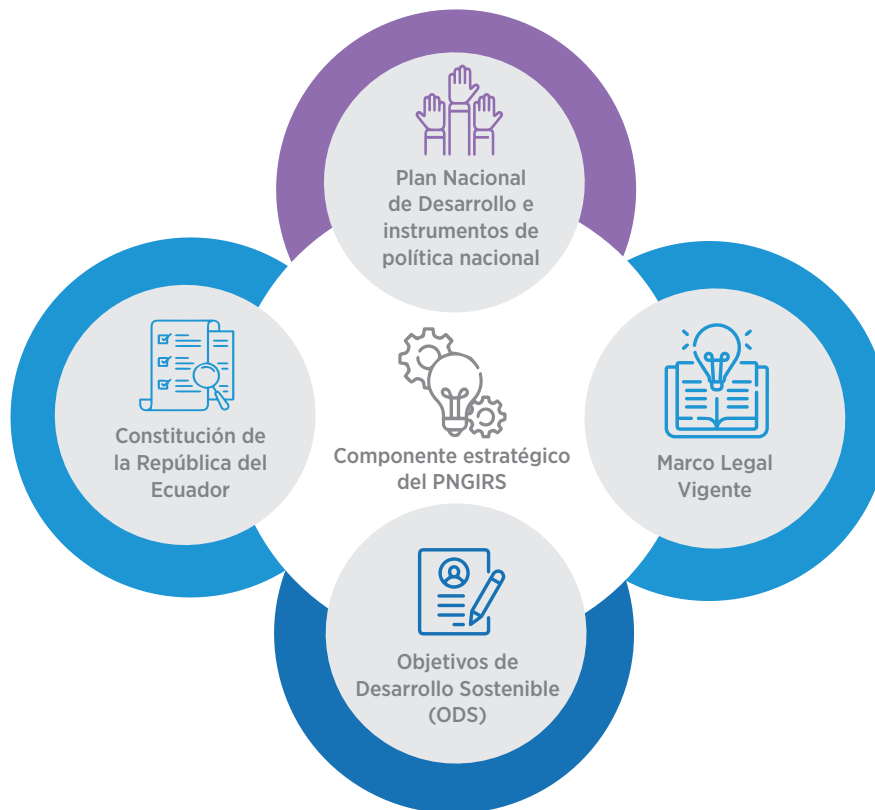 Plan Nacional
de Desarrollo e
instrumentos de
política nacional
Constitución de
la República del
Ecuador
Componente estratégico
del PNGIRS
Marco Legal
Vigente
Objetivos de
Desarrollo Sostenible
(ODS)